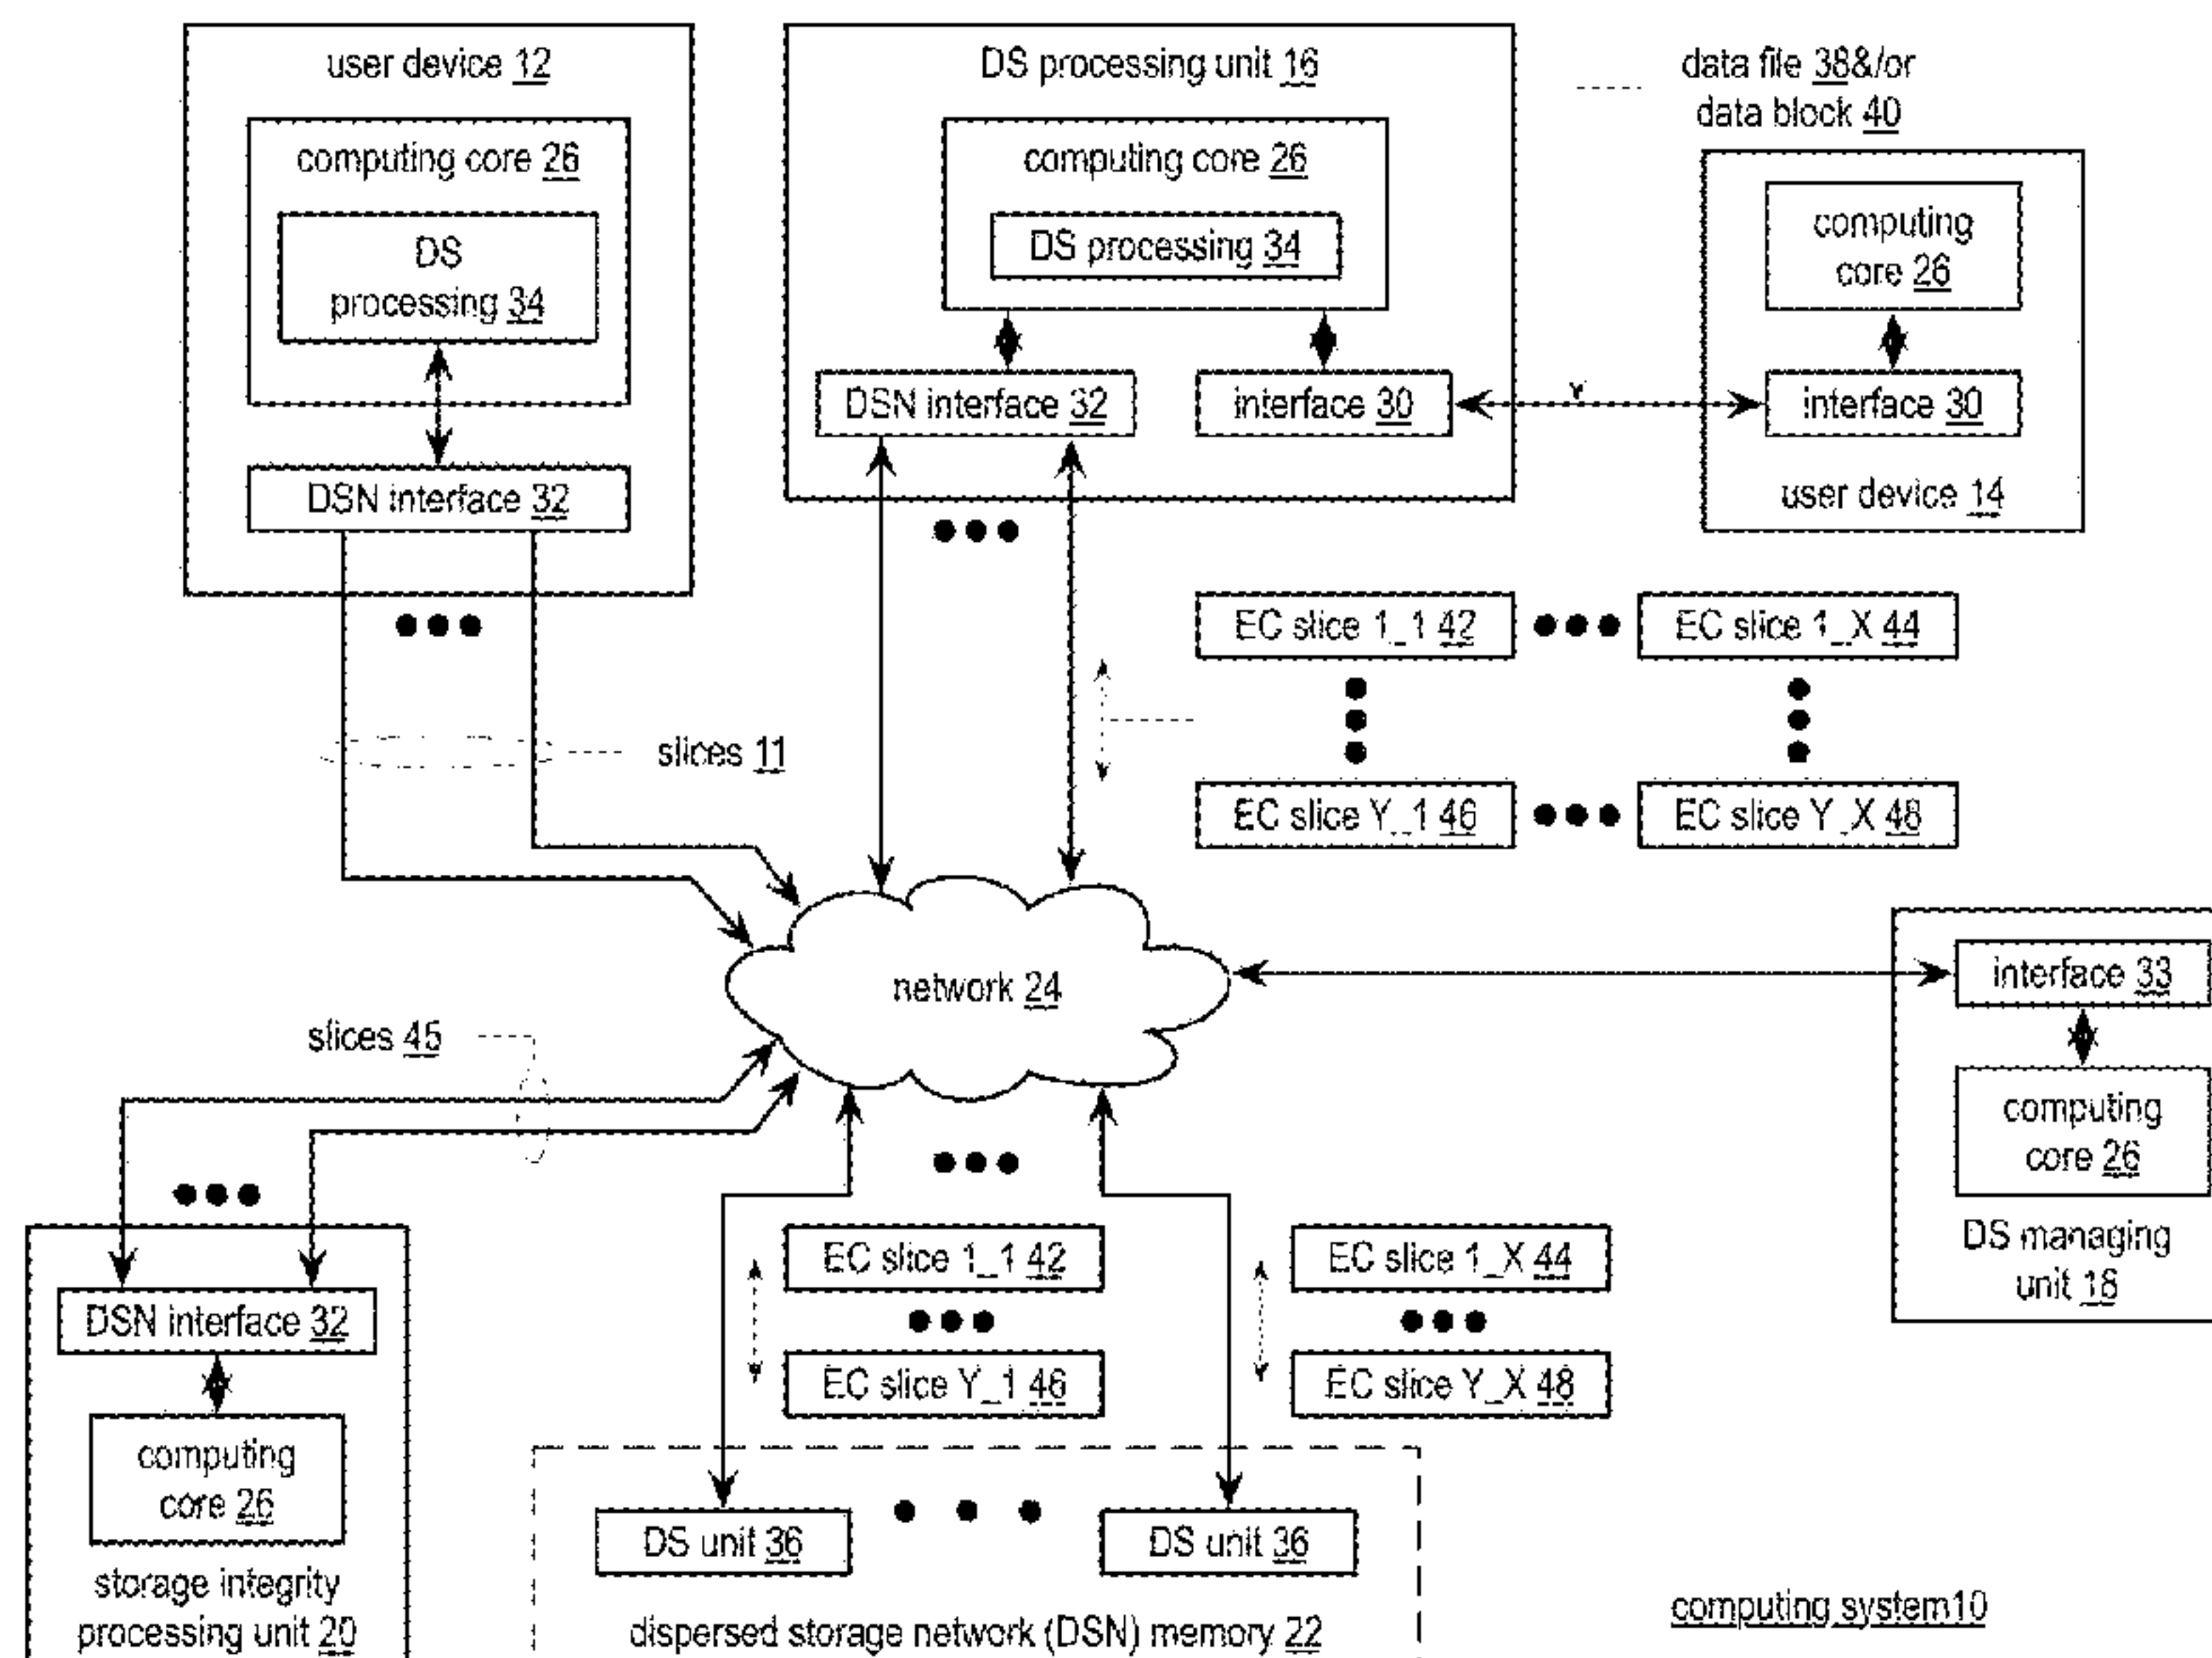 user device 12
computing core 26
DS
processing 34
DSN interface 32
DS processing unit 16
computing core 26
DS processing 34
DSN interface 32
interface 30
data file 38&/or
data block 40
computing
core 26
interface 30
user device 14
EC slice 1_1 42
EC slice 1_X 44
EC slice Y_1 46
EC slice Y_X 48
slices 11
network 24
interface 33
computing
core 26
DS managing
unit 18
slices 45
DSN interface 32
computing
core 26
storage integrity
processing unit 20
EC slice 1_1 42
EC slice Y_1 46
EC slice 1_X 44
EC slice Y_X 48
DS unit 36
DS unit 36
dispersed storage network (DSN) memory 22
computing system10